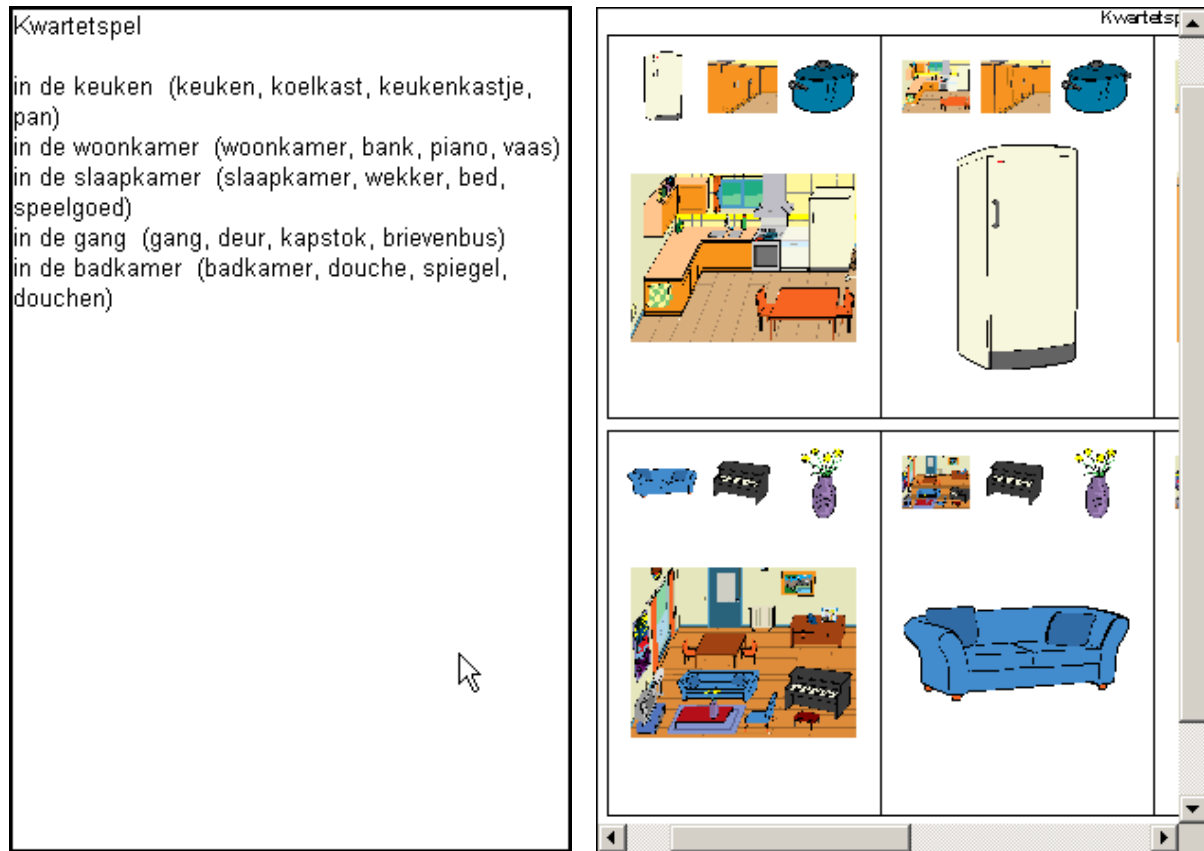 Kwartetspel
in de keuken (keuken, koelkast, keukenkastje,
pan)
in de woonkamer (woonkamer, bank, piano, vaas)
in de slaapkamer (slaapkamer, wekker, bed,
speelgoed)
in de gang (gang, deur, kapstok, brievenbus)
in de badkamer (badkamer, douche, spiegel,
douchen)
Kwartetsp